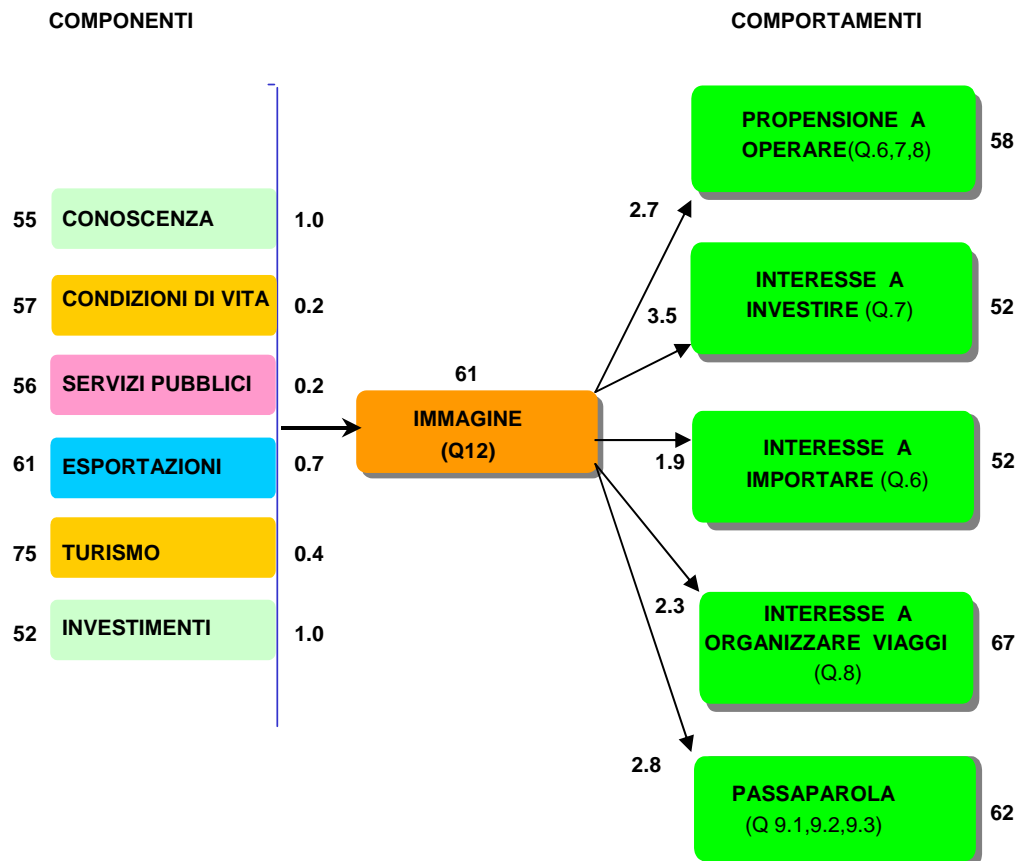 COMPONENTI
COMPORTAMENTI
55 CONOSCENZA 1.0
57 CONDIZIONI DI VITA 0.2
56 SERVIZI PUBBLICI 0.2
61 ESPORTAZIONI 0.7
75 TURISMO 0.4
52 INVESTIMENTI 1.0
61
IMMAGINE
(Q12)
2.7
3.5
1.9
2.3
2.8
PROPENSIONE A
OPERARE(Q.6,7,8)
58
INTERESSE A
INVESTIRE (Q.7)
52
INTERESSE A
IMPORTARE (Q.6)
52
INTERESSE A
ORGANIZZARE VIAGGI
(Q.8)
67
PASSAPAROLA
(Q 9.1,9.2,9.3)
62